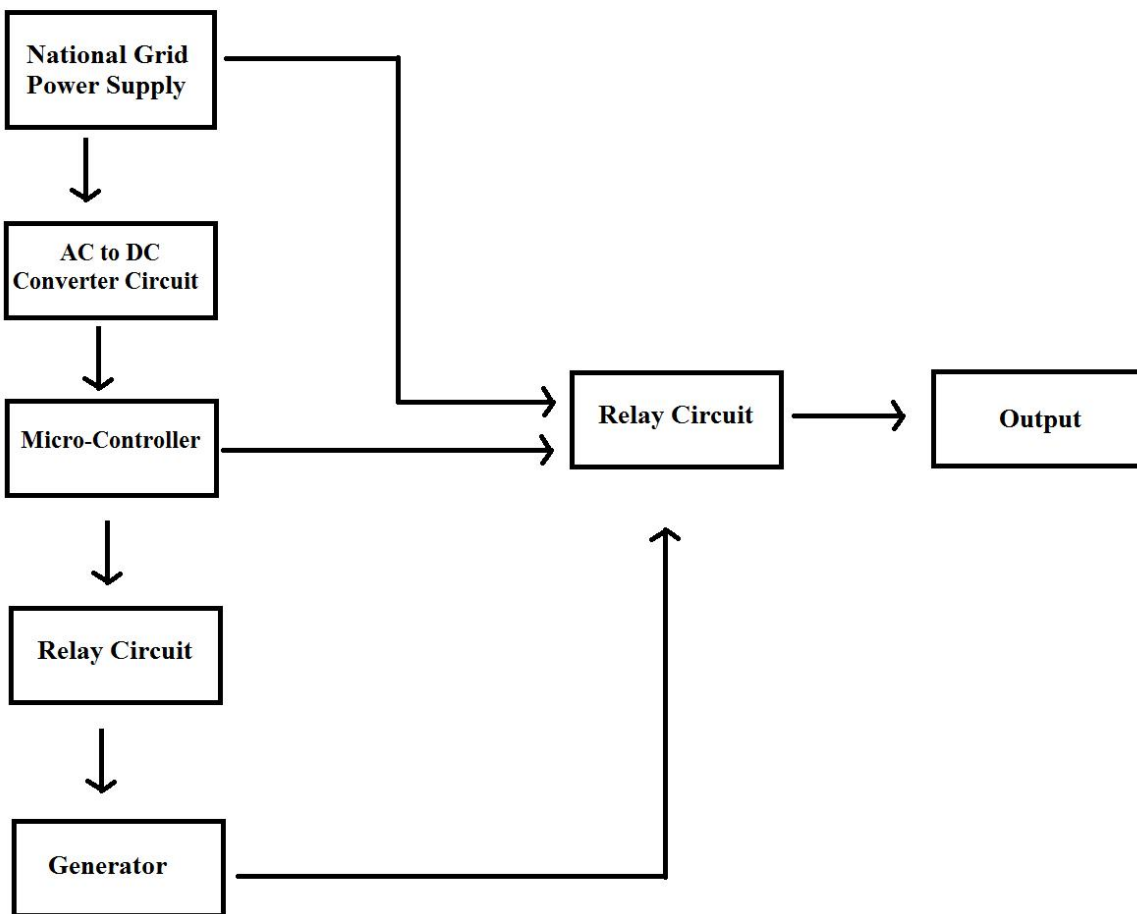 National Grid
Power Supply
AC to DC
Converter Circuit
Micro-Controller
Relay Circuit
Generator
Relay Circuit
Output